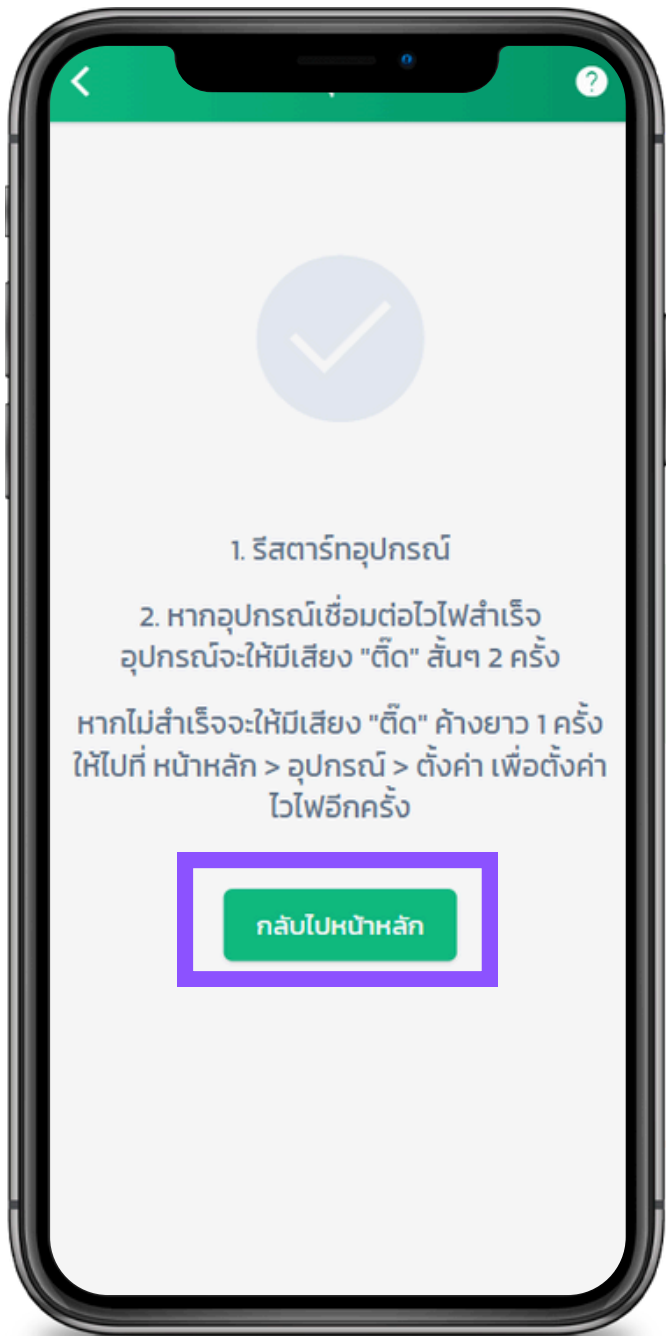 ?
1. รีสตาร์ทอุปกรณ์
2. หากอุปกรณ์เชื่อมต่อไวไฟสำเร็จ
อุปกรณ์จะให้มีเสียง "ติ๊ด" สั้นๆ 2 ครั้ง
หากไม่สำเร็จจะให้มีเสียง "ติ๊ด" ค้างยาว 1 ครั้ง
ให้ไปที่ หน้าหลัก > อุปกรณ์ > ตั้งค่า เพื่อตั้งค่า
ไวไฟอีกครั้ง
กลับไปหน้าหลัก